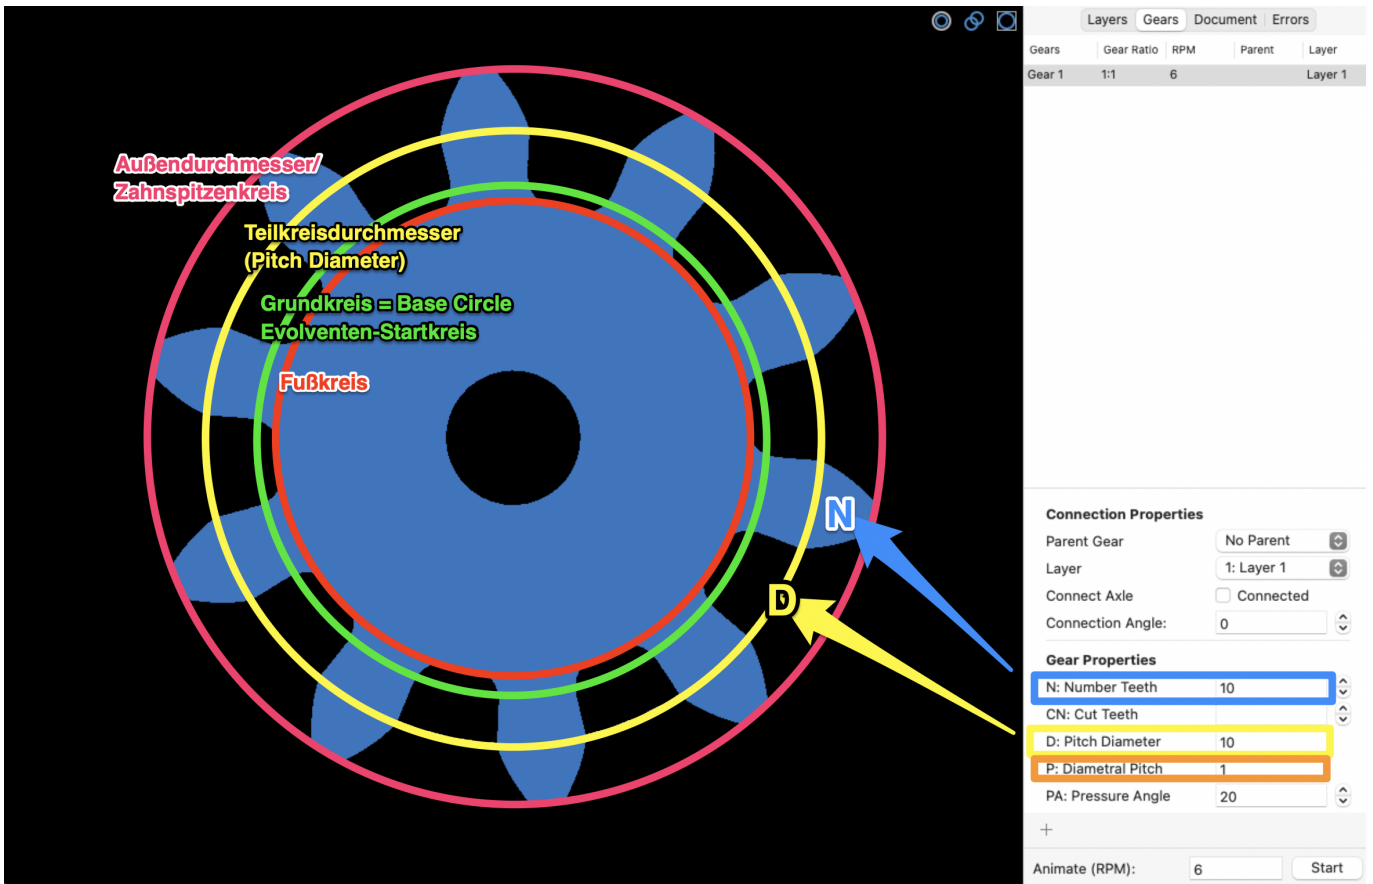 Layers Gears Document Errors
Gears Gear Ratio RPM Parent Layer
Gear 1 1:1 6 Layer 1
Außendurchmesser/
Zahnspitzenkreis
Teilkreisdurchmesser
(Pitch Diameter)
Grundkreis = Base Circle
Evolventen-Startkreis
Fußkreis
N
D
Connection Properties
Parent Gear No Parent
Layer 1: Layer 1
Connect Axle Connected
Connection Angle: 0
Gear Properties
N: Number Teeth 10
CN: Cut Teeth
D: Pitch Diameter 10
P: Diametral Pitch 1
PA: Pressure Angle 20
+
Animate (RPM): 6 Start